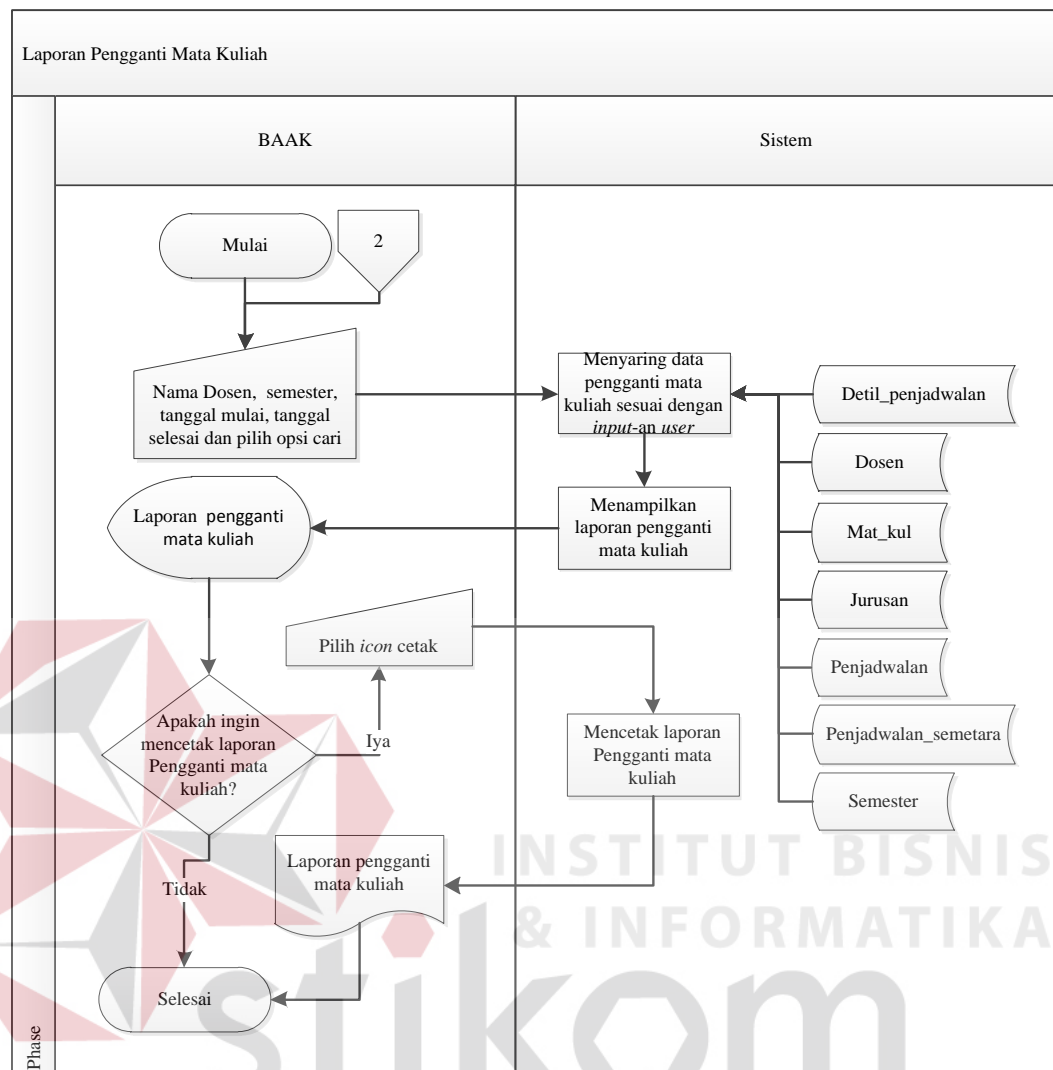 Laporan Pengganti Mata Kuliah
BAAK
Sistem
Mulai
2
Nama Dosen, semester,
tanggal mulai, tanggal
selesai dan pilih opsi cari
Menyaring data
pengganti mata
kuliah sesuai dengan
input-an user
Detil_penjadwalan
Dosen
Mat_kul
Jurusan
Penjadwalan
Penjadwalan_semetara
Semester
Menampilkan
laporan pengganti
mata kuliah
Laporan pengganti
mata kuliah
Pilih icon cetak
Apakah ingin
mencetak laporan
Pengganti mata
kuliah?
Iya
Mencetak laporan
Pengganti mata
kuliah
Laporan pengganti
mata kuliah
Tidak
Selesai
Phase
INSTITUT BISNIS
& INFORMATIKA
stikom